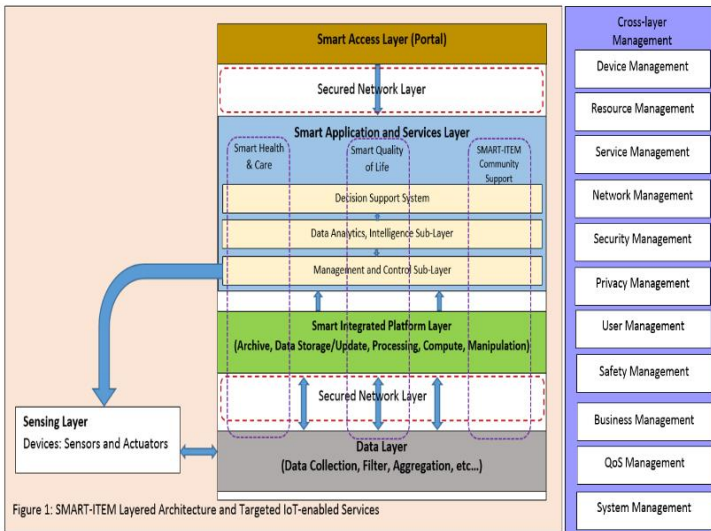 Smart Access Layer (Portal)
Secured Network Layer
Smart Application and Services Layer
Smart Health
& Care
Smart Quality
of Life
SMART-ITEM
Community
Support
Decision Support System
Data Analytics, Intelligence Sub-Layer
Management and Control Sub-Layer
Smart Integrated Platform Layer
(Archive, Data Storage/Update, Processing, Compute, Manipulation)
Secured Network Layer
Sensing Layer
Devices: Sensors and Actuators
Data Layer
(Data Collection, Filter, Aggregation, etc...)
Figure 1: SMART-ITEM Layered Architecture and Targeted IoT-enabled Services
Cross-layer
Management
Device Management
Resource Management
Service Management
Network Management
Security Management
Privacy Management
User Management
Safety Management
Business Management
QoS Management
System Management